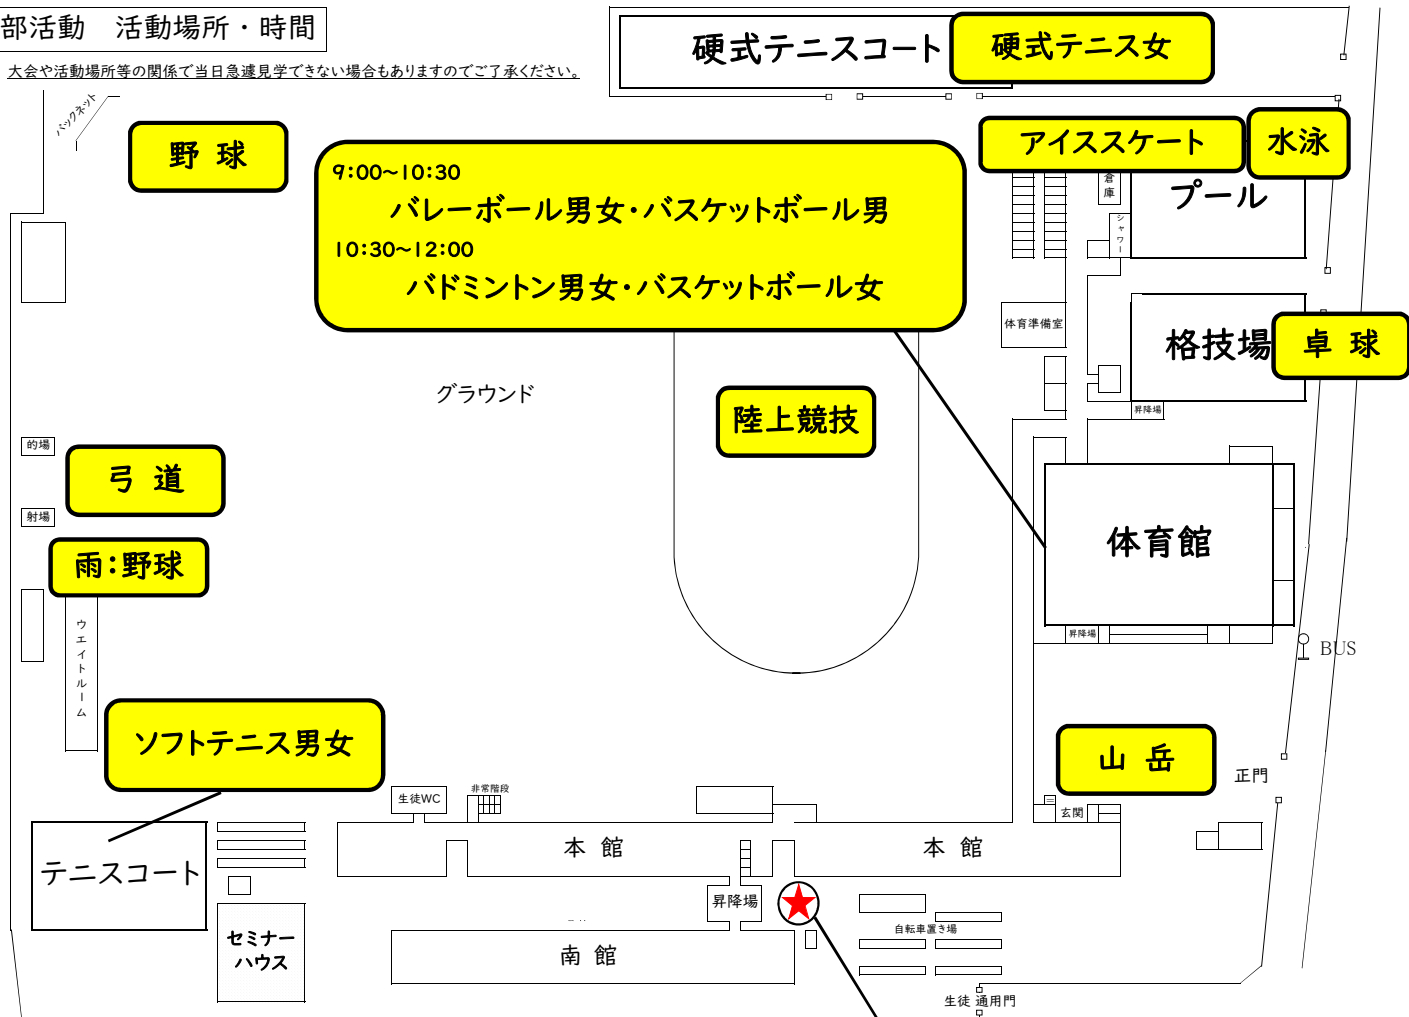 部活動　活動場所・時間
大会や活動場所等の関係で当日急遽見学できない場合もありますのでご了承ください。
硬式テニスコート
硬式テニス女
バックネット
野 球
アイススケート
水泳
プール
倉庫
シャワー
9:00~10:30
バレーボール男女・バスケットボール男
10:30~12:00
バドミントン男女・バスケットボール女
体育準備室
格技場
卓 球
グラウンド
陸上競技
昇降場
的場
弓 道
射場
雨:野球
体育館
ウエイトルーム
昇降場
BUS
ソフトテニス男女
山 岳
正門
生徒WC
非常階段
玄関
本 館
本 館
テニスコート
昇降場
自転車置き場
セミナー
ハウス
南 館
生徒 通用門